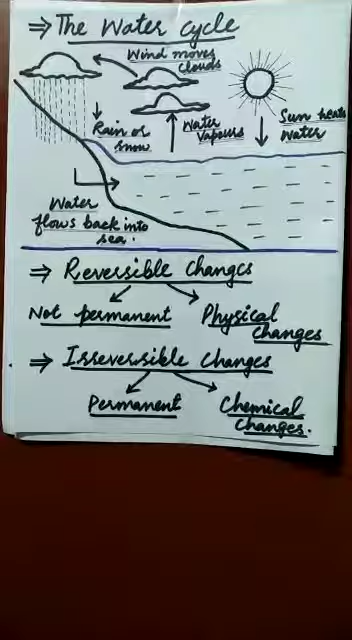 ⇒ The Water cycle
Wind moves
clouds
Rain or
snow
Water
Vapours
Sun heats
Water
Water
flows back into
sea.
⇒ Reversible changes
Not permanent
Physical
changes
⇒ Irreversible changes
Permanent
Chemical
changes.